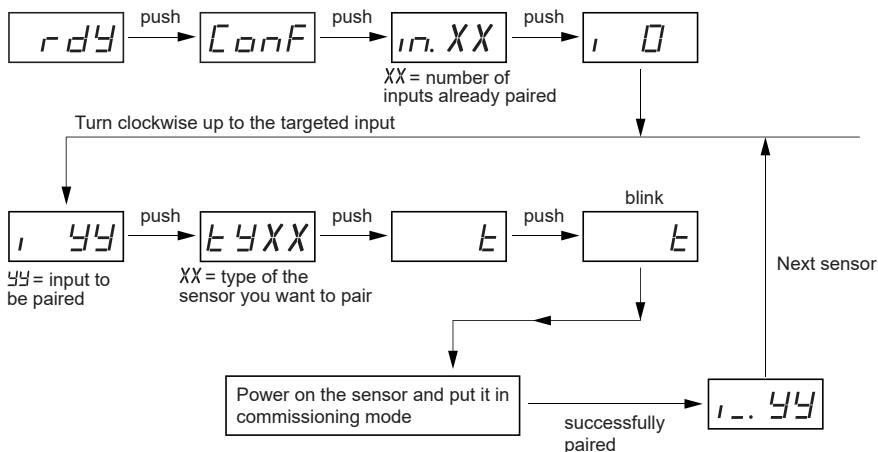 push push push
rdY ConF in. XX i 0
XX = number of
inputs already paired
Turn clockwise up to the targeted input
blink
push push push
i YY tYXX t t
YY = input to
be paired
XX = type of the
sensor you want to pair
Next sensor
Power on the sensor and put it in
commissioning mode
i_. YY
successfully
paired